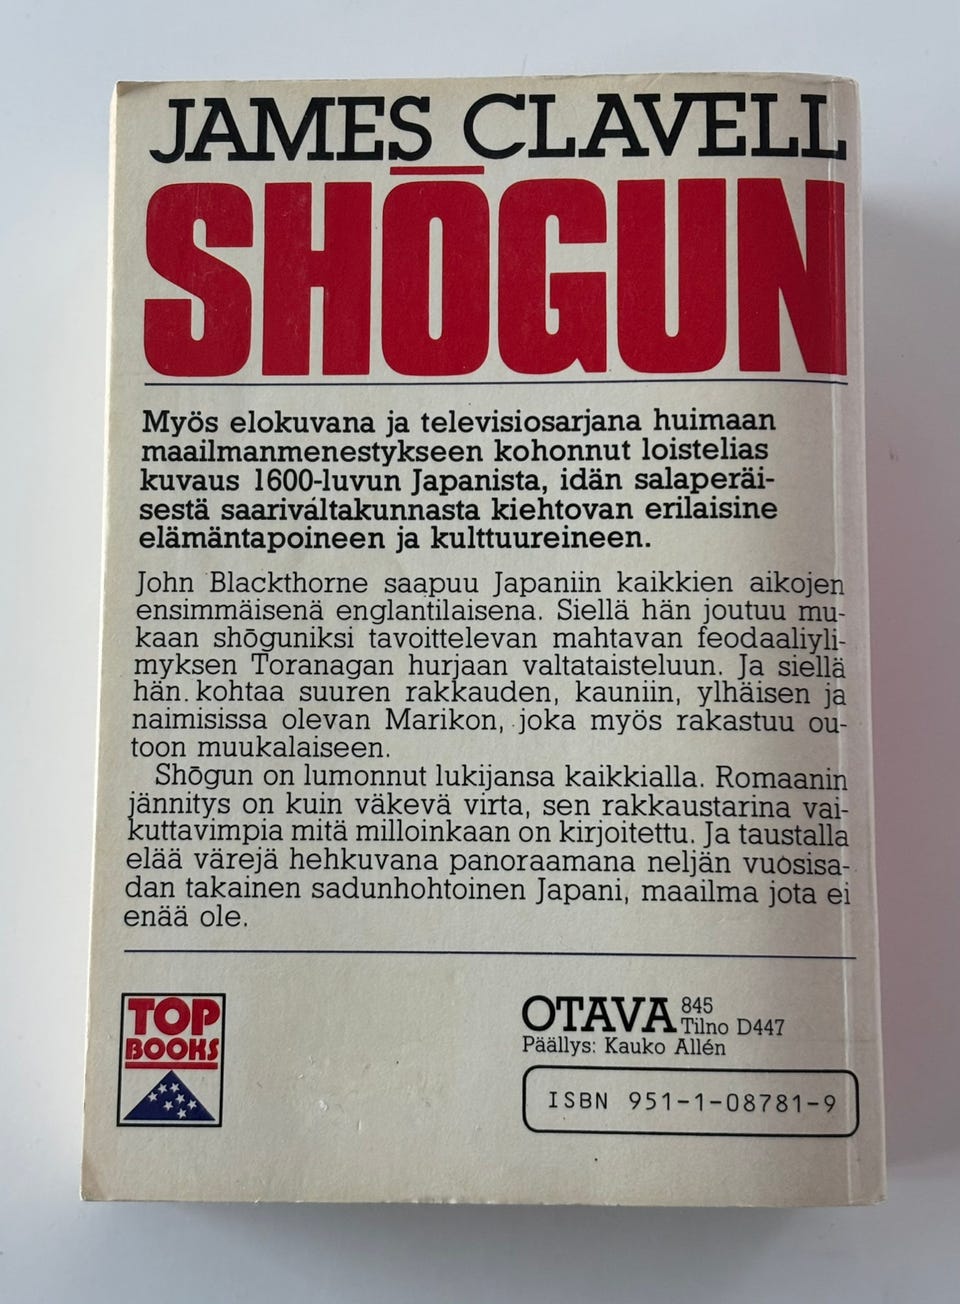 JAMES CLAVELL
SHŌGUN
Myös elokuvana ja televisiosarjana huimaan
maailmanmenestykseen kohonnut loistelias
kuvaus 1600-luvun Japanista, idän salaperäi-
sestä saarivaltakunnasta kiehtovan erilaisine
elämäntapoineen ja kulttuureineen.
John Blackthorne saapuu Japaniin kaikkien aikojen
ensimmäisenä englantilaisena. Siellä hän joutuu mu-
kaan shōguniksi tavoittelevan mahtavan feodaaliyli-
myksen Toranagan hurjaan valtataisteluun. Ja siellä
hän kohtaa suuren rakkauden, kauniin, ylhäisen ja
naimisissa olevan Marikon, joka myös rakastuu ou-
toon muukalaiseen.
Shōgun on lumonnut lukijansa kaikkialla. Romaanin
jännitys on kuin väkevä virta, sen rakkaustarina vai-
kuttavimpia mitä milloinkaan on kirjoitettu. Ja taustalla
elää värejä hehkuvana panoraamana neljän vuosisa-
dan takainen sadunhohtoinen Japani, maailma jota ei
enää ole.
TOP
BOOKS
OTAVA 845
Tilno D447
Päällys: Kauko Allén
ISBN 951-1-08781-9